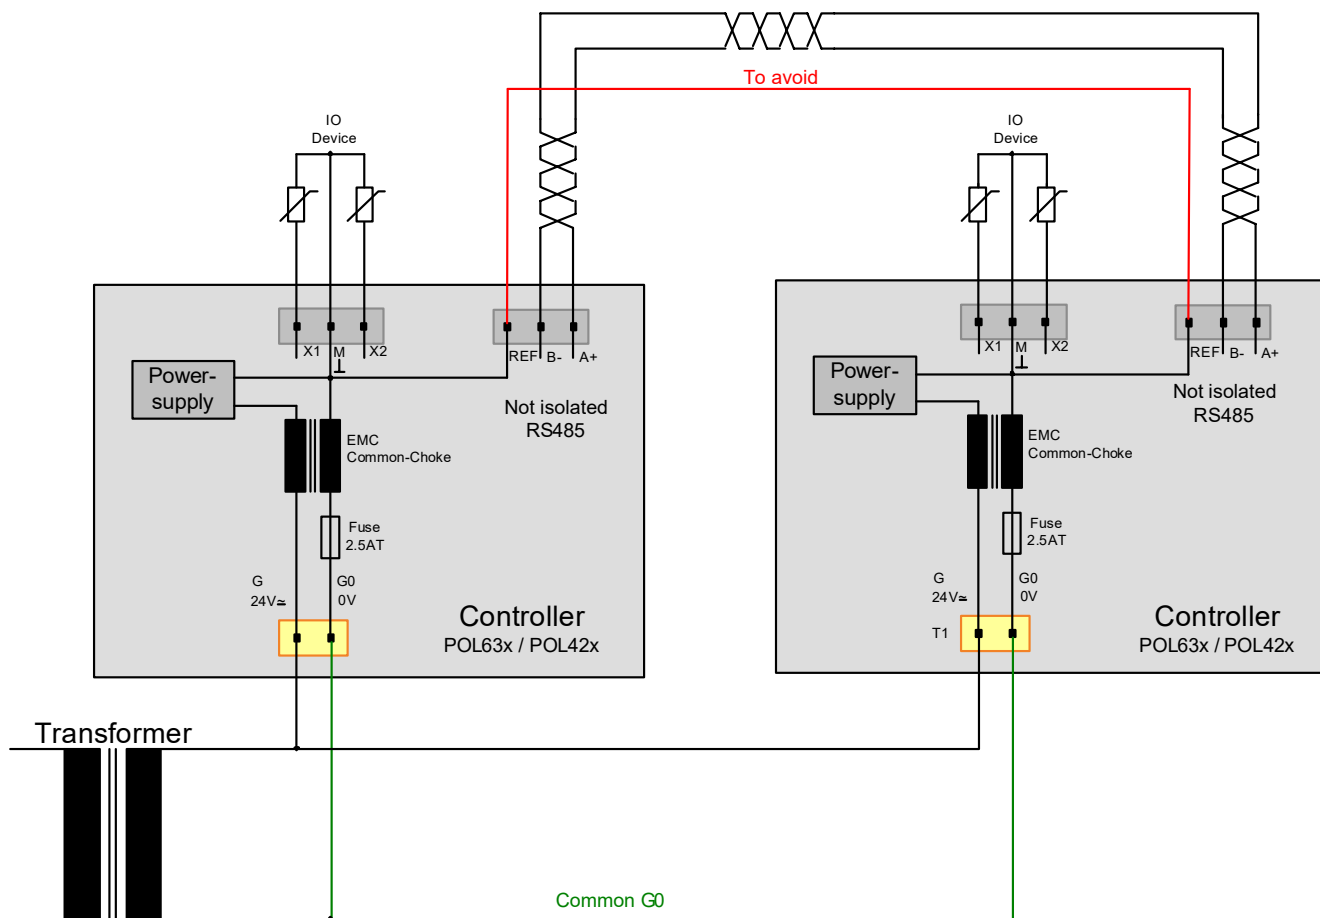 To avoid
IO
Device
IO
Device
X1 M X2
REF B- A+
X1 M X2
REF B- A+
Power-
supply
Not isolated
RS485
Power-
supply
Not isolated
RS485
EMC
Common-Choke
EMC
Common-Choke
Fuse
2.5AT
Fuse
2.5AT
G G0
24V≃ 0V
G G0
24V≃ 0V
Controller
POL63x / POL42x
T1
Controller
POL63x / POL42x
Transformer
Common G0